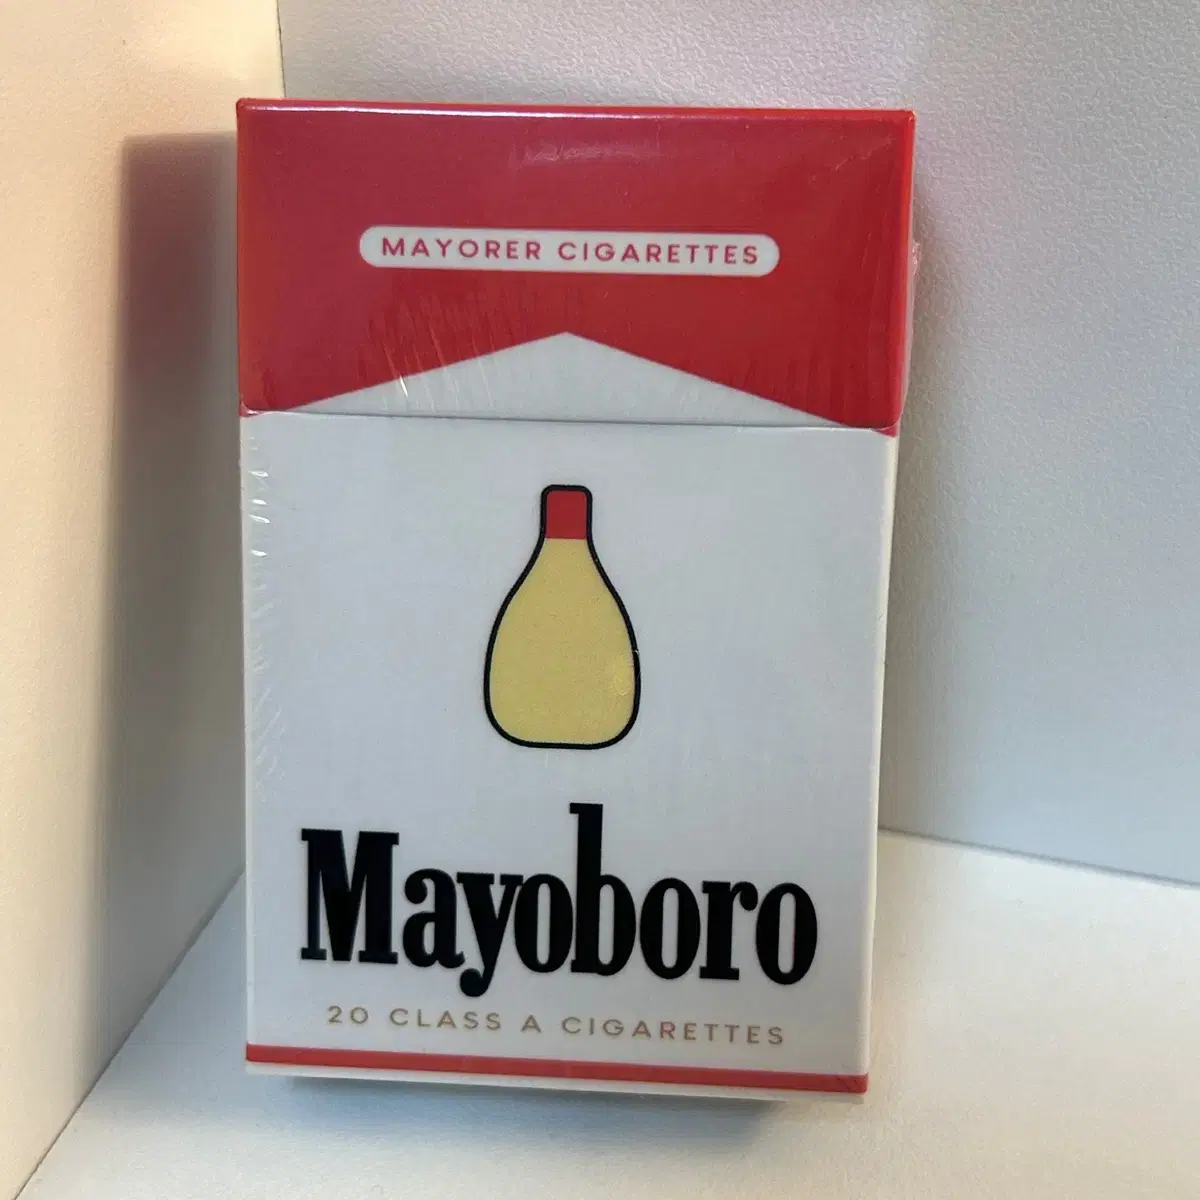 MAYORER CIGARETTES
Mayoboro
20 CLASS A CIGARETTES